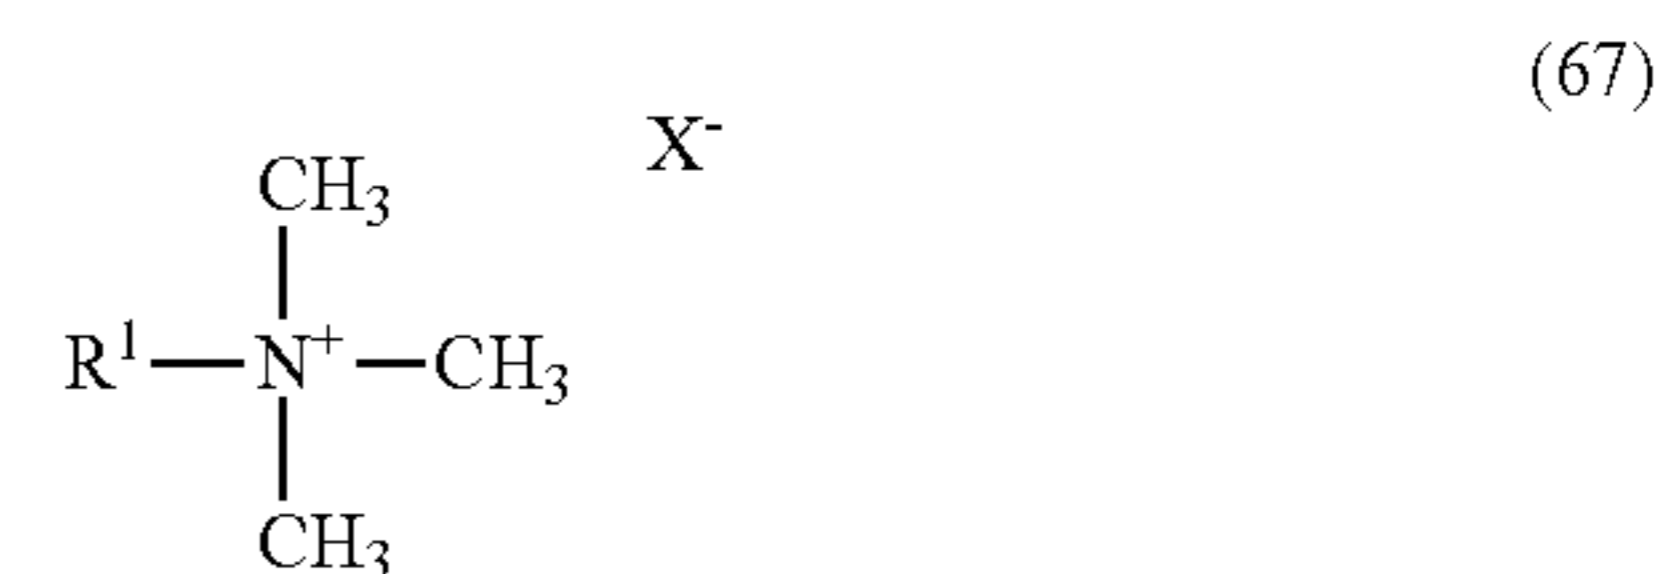 (67)
X⁻
CH₃
R¹—N⁺—CH₃
CH₃